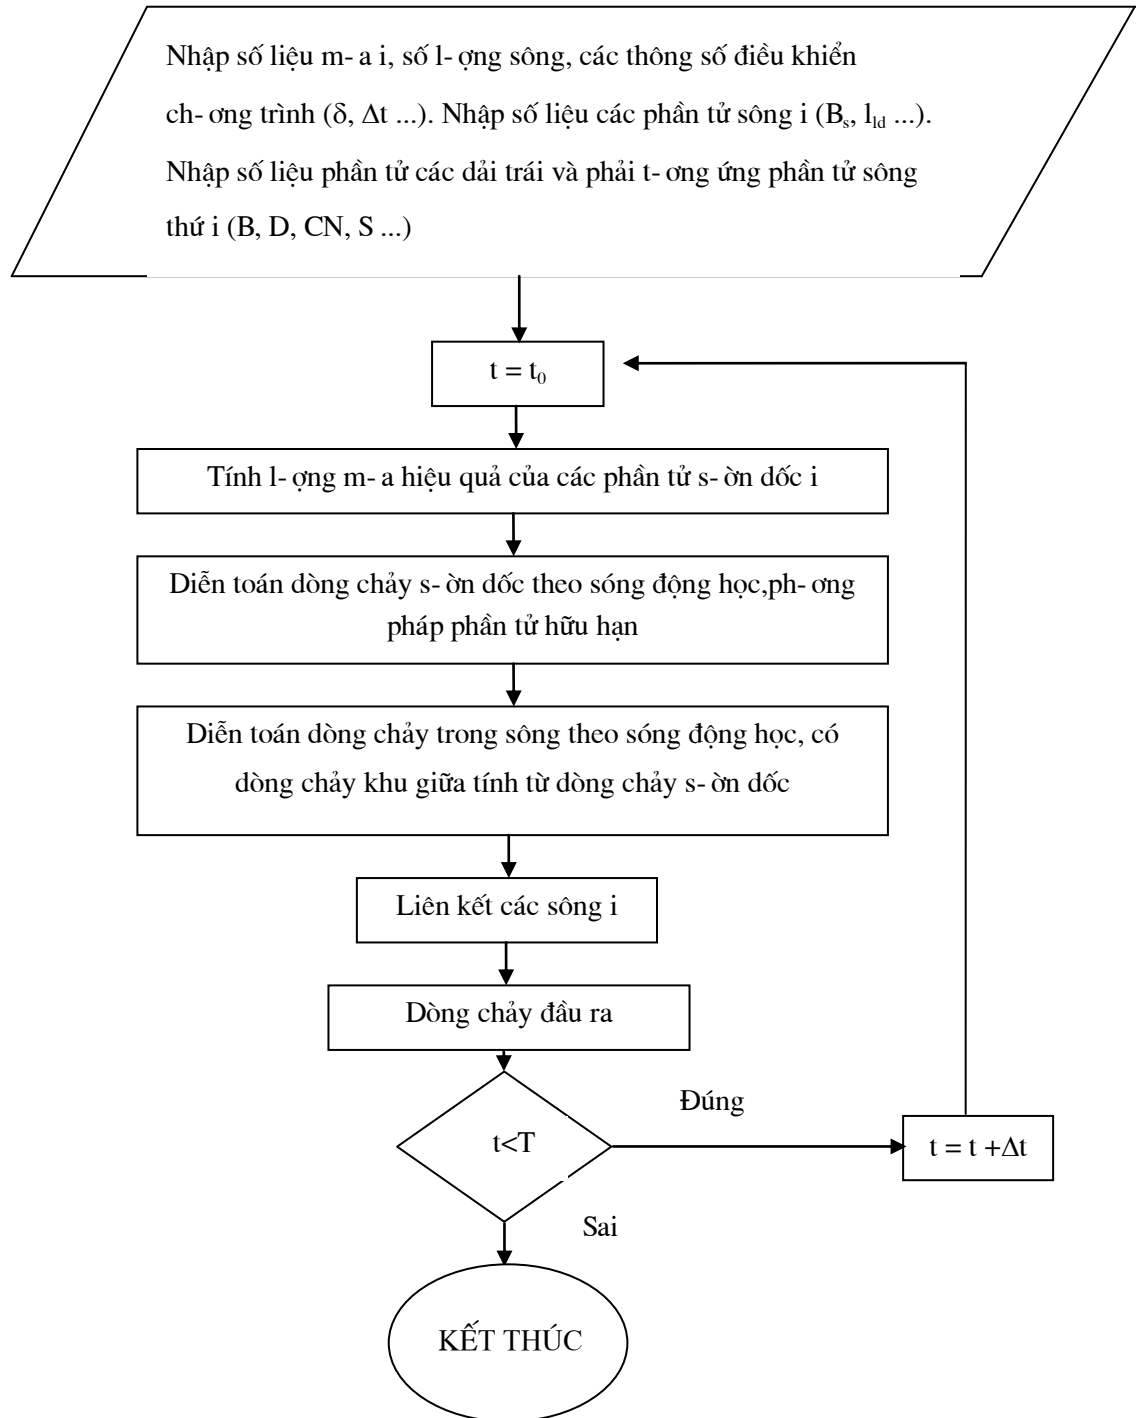 Nhập số liệu m- a i, số l- ợng sông, các thông số điều khiển
ch- ơng trình (δ, Δt ...). Nhập số liệu các phần tử sông i (Bs, lld ...).
Nhập số liệu phần tử các dải trái và phải t- ơng ứng phần tử sông
thứ i (B, D, CN, S ...)
t = t0
Tính l- ợng m- a hiệu quả của các phần tử s- ờn dốc i
Diễn toán dòng chảy s- ờn dốc theo sóng động học,ph- ơng
pháp phần tử hữu hạn
Diễn toán dòng chảy trong sông theo sóng động học, có
dòng chảy khu giữa tính từ dòng chảy s- ờn dốc
Liên kết các sông i
Dòng chảy đầu ra
Đúng
t<T
t = t +Δt
Sai
KẾT THÚC